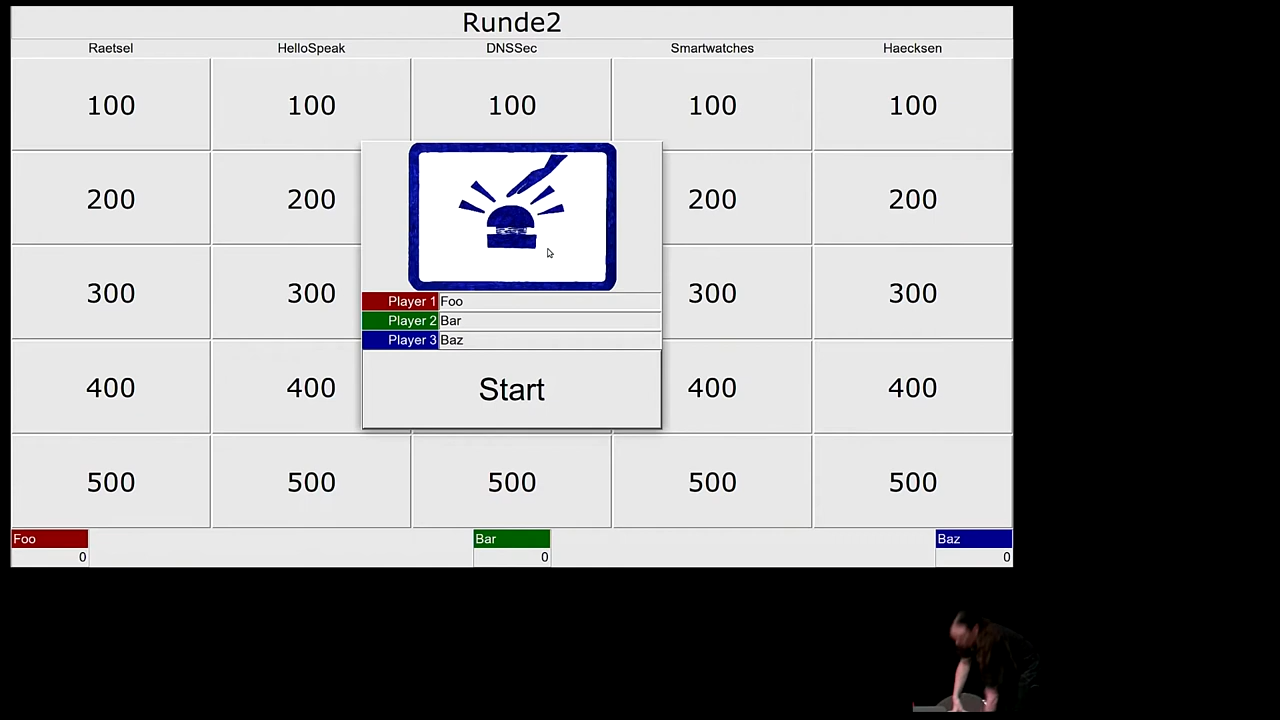 Runde2
Raetsel HelloSpeak DNSSec Smartwatches Haecksen
100 100 100 100 100
200 200 200 200
300 300 300 300
Player 1 Foo
Player 2 Bar
Player 3 Baz
400 400 Start 400 400
500 500 500 500 500
Foo Bar Baz
0 0 0